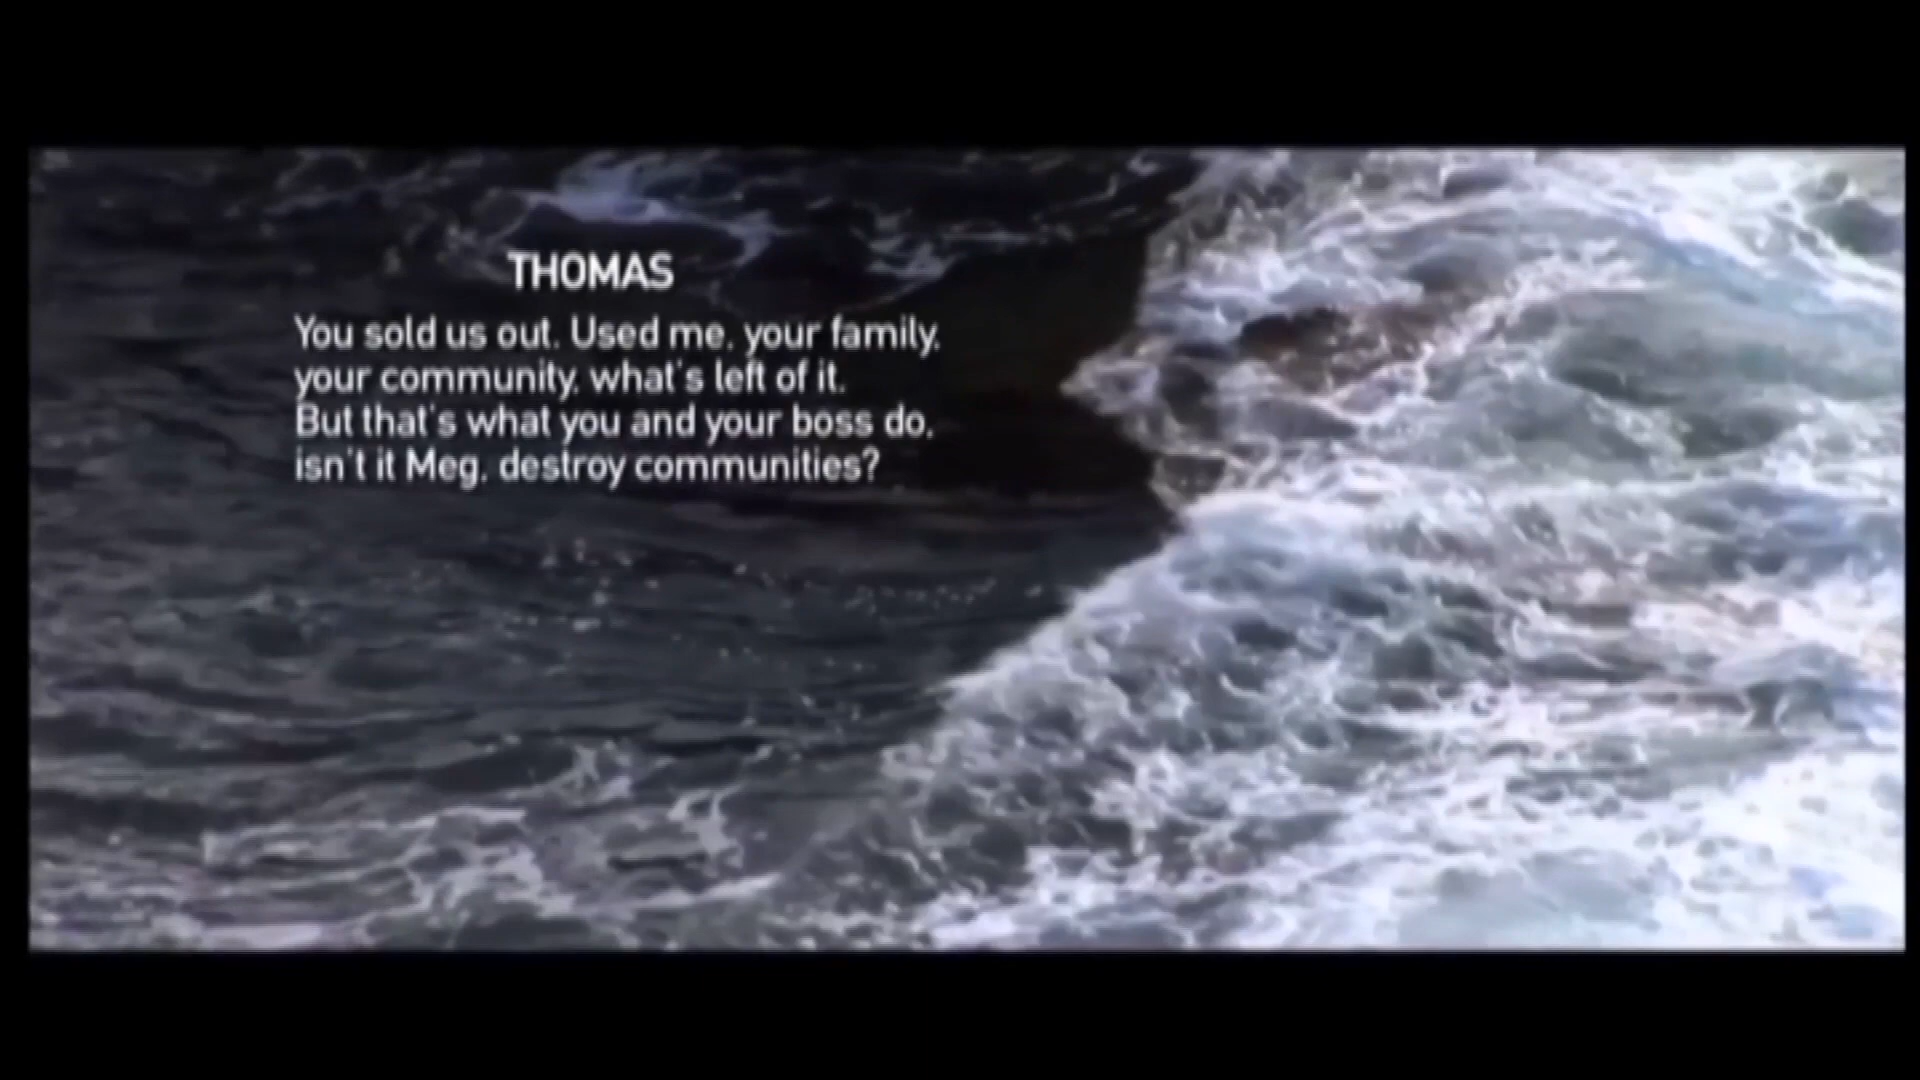 THOMAS
You sold us out. Used me, your family,
your community, what's left of it.
But that's what you and your boss do,
isn't it Meg, destroy communities?